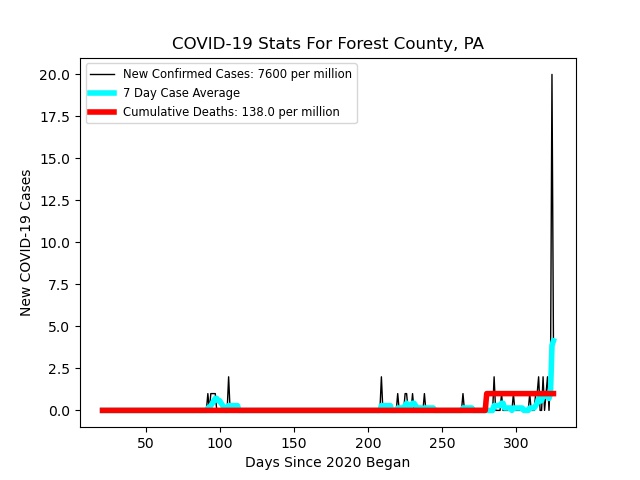 COVID-19 Stats For Forest County, PA
New Confirmed Cases: 7600 per million
7 Day Case Average
Cumulative Deaths: 138.0 per million
New COVID-19 Cases
20.0
17.5
15.0
12.5
10.0
7.5
5.0
2.5
0.0
50 100 150 200 250 300
Days Since 2020 Began